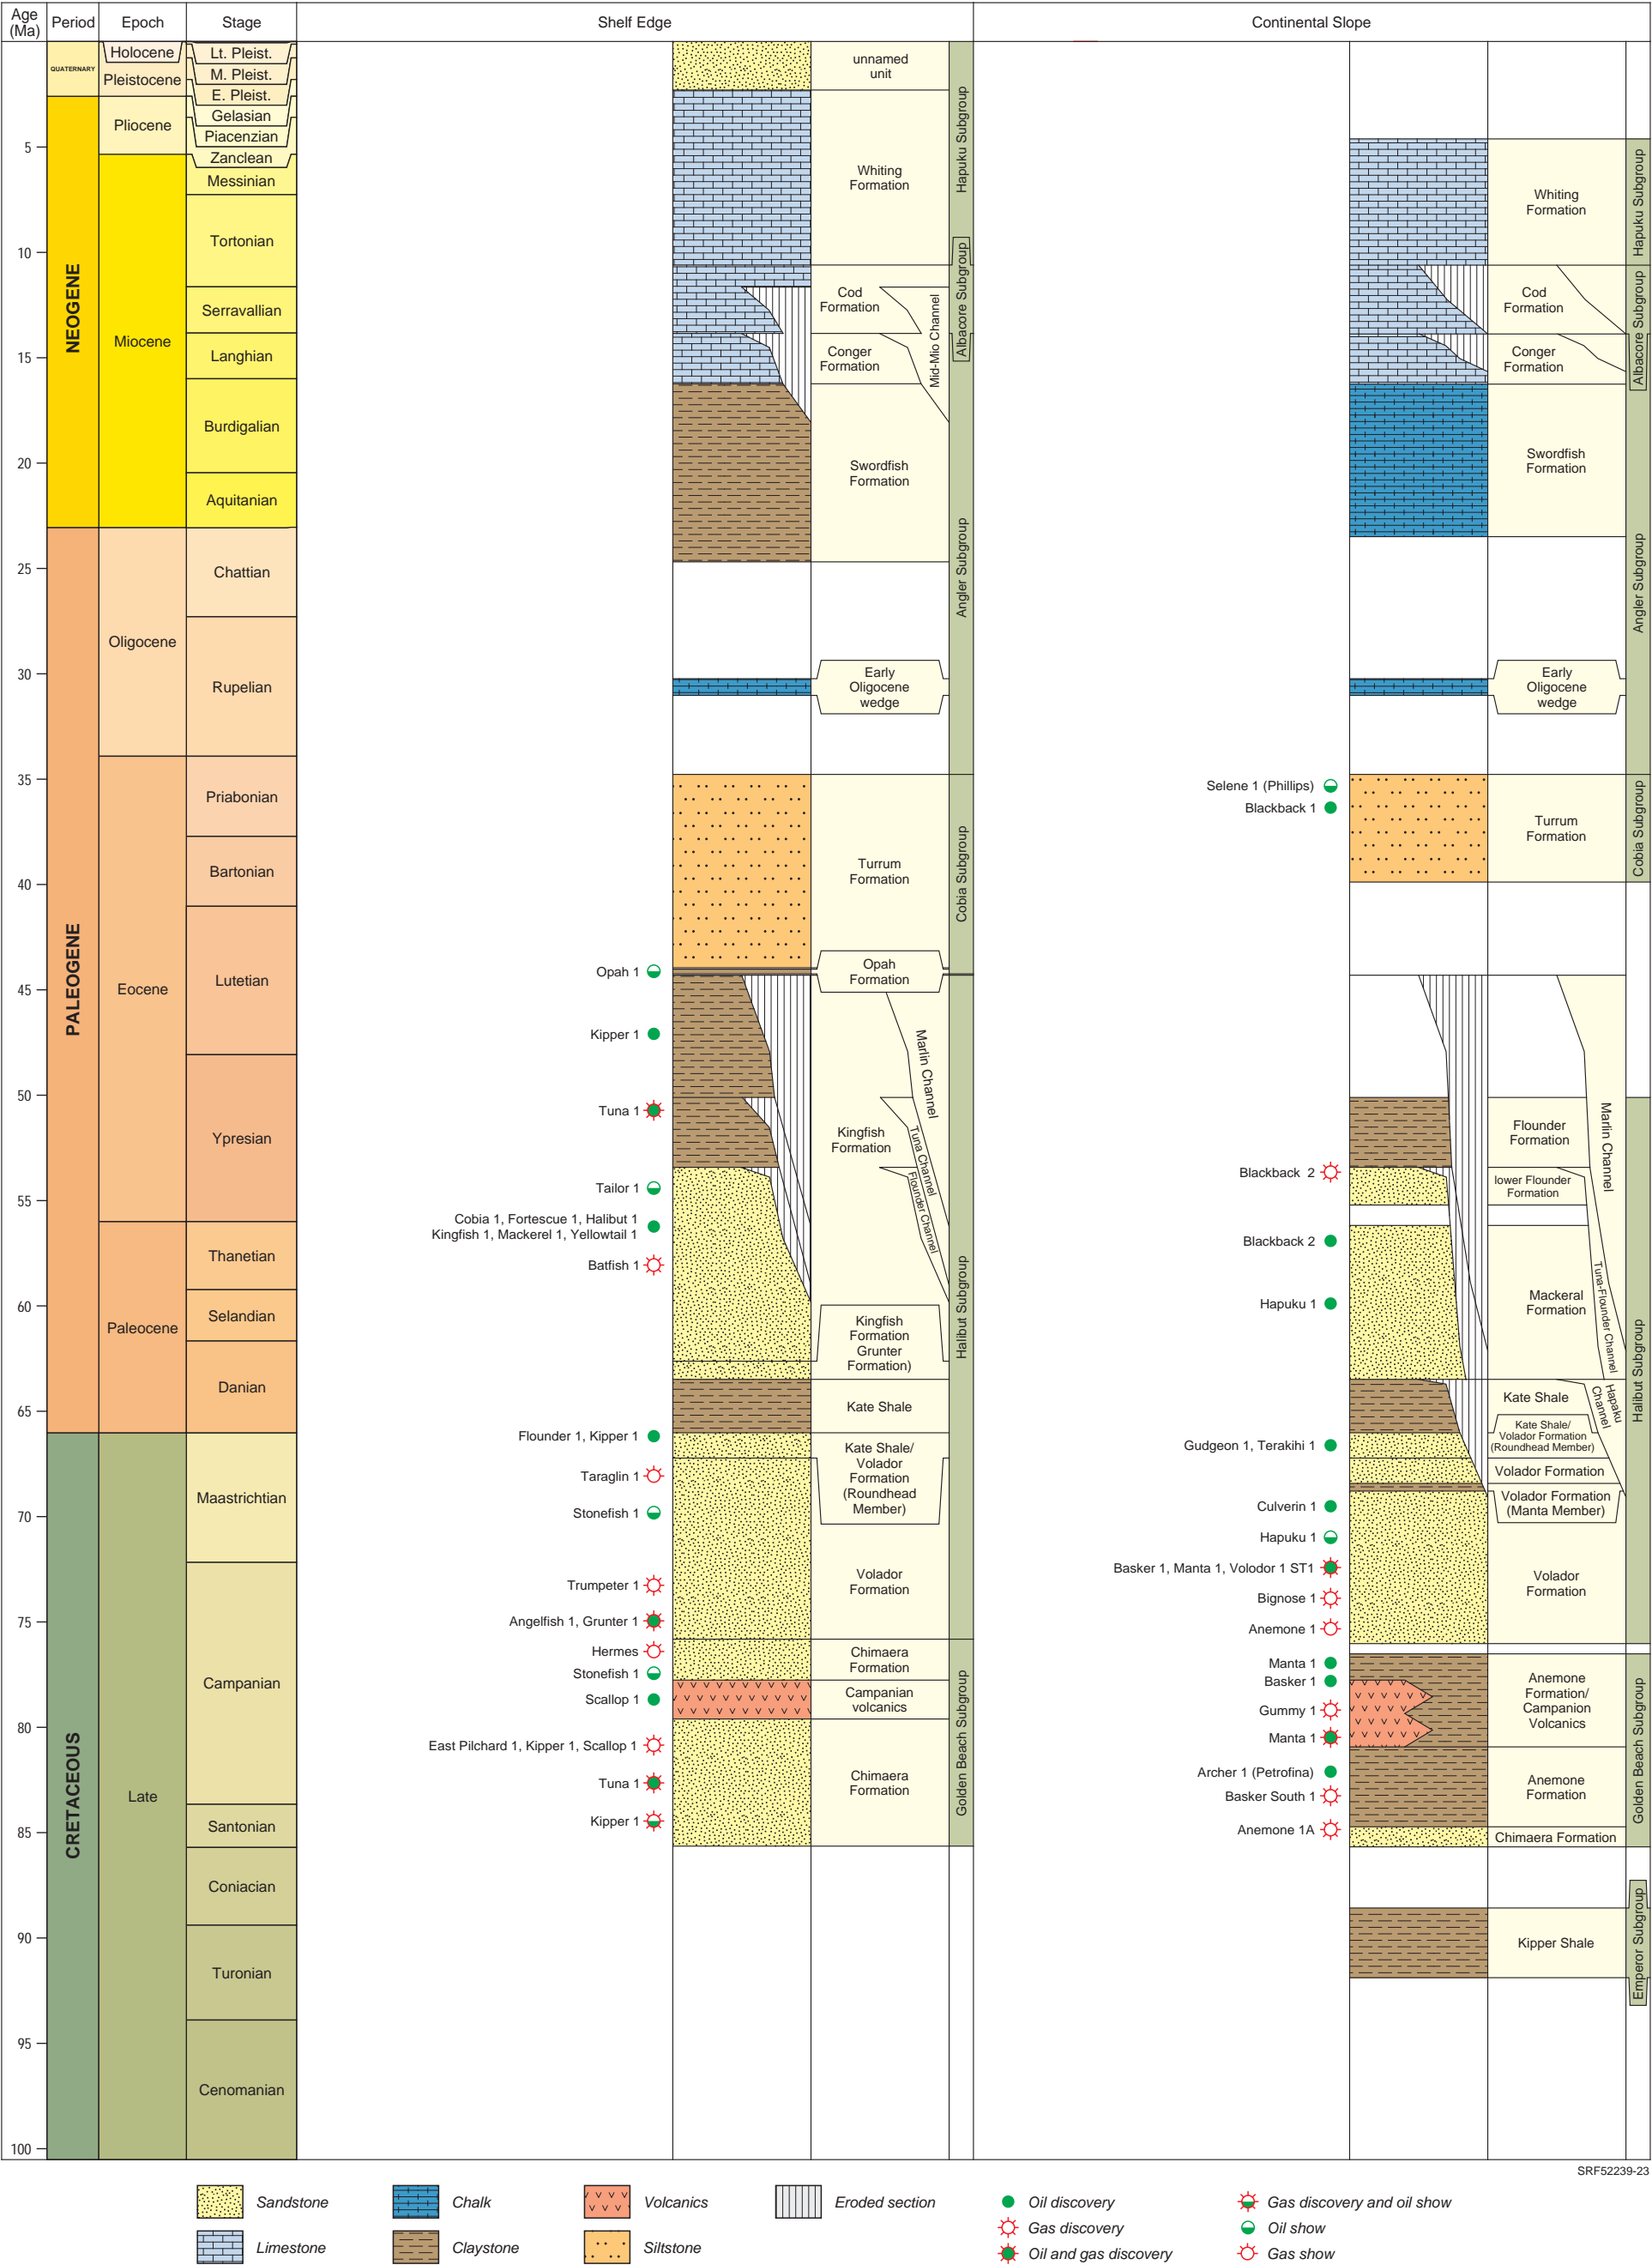 Age
(Ma)
Period
Epoch
Stage
Shelf Edge
Continental Slope
5
10
15
20
25
30
35
40
45
50
55
60
65
70
75
80
85
90
95
100
QUATERNARY
NEOGENE
PALEOGENE
CRETACEOUS
Holocene
Pleistocene
Pliocene
Miocene
Oligocene
Eocene
Paleocene
Late
Lt. Pleist.
M. Pleist.
E. Pleist.
Gelasian
Piacenzian
Zanclean
Messinian
Tortonian
Serravallian
Langhian
Burdigalian
Aquitanian
Chattian
Rupelian
Priabonian
Bartonian
Lutetian
Ypresian
Thanetian
Selandian
Danian
Maastrichtian
Campanian
Santonian
Coniacian
Turonian
Cenomanian
Opah 1
Kipper 1
Tuna 1
Tailor 1
Cobia 1, Fortescue 1, Halibut 1
Kingfish 1, Mackerel 1, Yellowtail 1
Batfish 1
Flounder 1, Kipper 1
Taraglin 1
Stonefish 1
Trumpeter 1
Angelfish 1, Grunter 1
Hermes
Stonefish 1
Scallop 1
East Pilchard 1, Kipper 1, Scallop 1
Tuna 1
Kipper 1
unnamed
unit
Whiting
Formation
Cod
Formation
Conger
Formation
Mid-Mio Channel
Swordfish
Formation
Early
Oligocene
wedge
Turrum
Formation
Opah
Formation
Kingfish
Formation
Marlin Channel
Tuna Channel
Flounder Channel
Kingfish
Formation
Grunter
Formation)
Kate Shale
Kate Shale/
Volador
Formation
(Roundhead
Member)
Volador
Formation
Chimaera
Formation
Campanian
volcanics
Chimaera
Formation
Hapuku Subgroup
Albacore Subgroup
Angler Subgroup
Cobia Subgroup
Halibut Subgroup
Golden Beach Subgroup
Selene 1 (Phillips)
Blackback 1
Blackback 2
Blackback 2
Hapuku 1
Gudgeon 1, Terakihi 1
Culverin 1
Hapuku 1
Basker 1, Manta 1, Volodor 1 ST1
Bignose 1
Anemone 1
Manta 1
Basker 1
Gummy 1
Manta 1
Archer 1 (Petrofina)
Basker South 1
Anemone 1A
Whiting
Formation
Cod
Formation
Conger
Formation
Swordfish
Formation
Early
Oligocene
wedge
Turrum
Formation
Flounder
Formation
lower Flounder
Formation
Marlin Channel
Mackeral
Formation
Tuna-Flounder Channel
Kate Shale
Hapaku
Channel
Kate Shale/
Volador Formation
(Roundhead Member)
Volador Formation
Volador Formation
(Manta Member)
Volador
Formation
Anemone
Formation/
Campanion
Volcanics
Anemone
Formation
Chimaera Formation
Kipper Shale
Hapuku Subgroup
Albacore Subgroup
Angler Subgroup
Cobia Subgroup
Halibut Subgroup
Golden Beach Subgroup
Emperor Subgroup
SRF52239-23
Sandstone
Chalk
Volcanics
Eroded section
Oil discovery
Gas discovery and oil show
Gas discovery
Oil show
Limestone
Claystone
Siltstone
Oil and gas discovery
Gas show